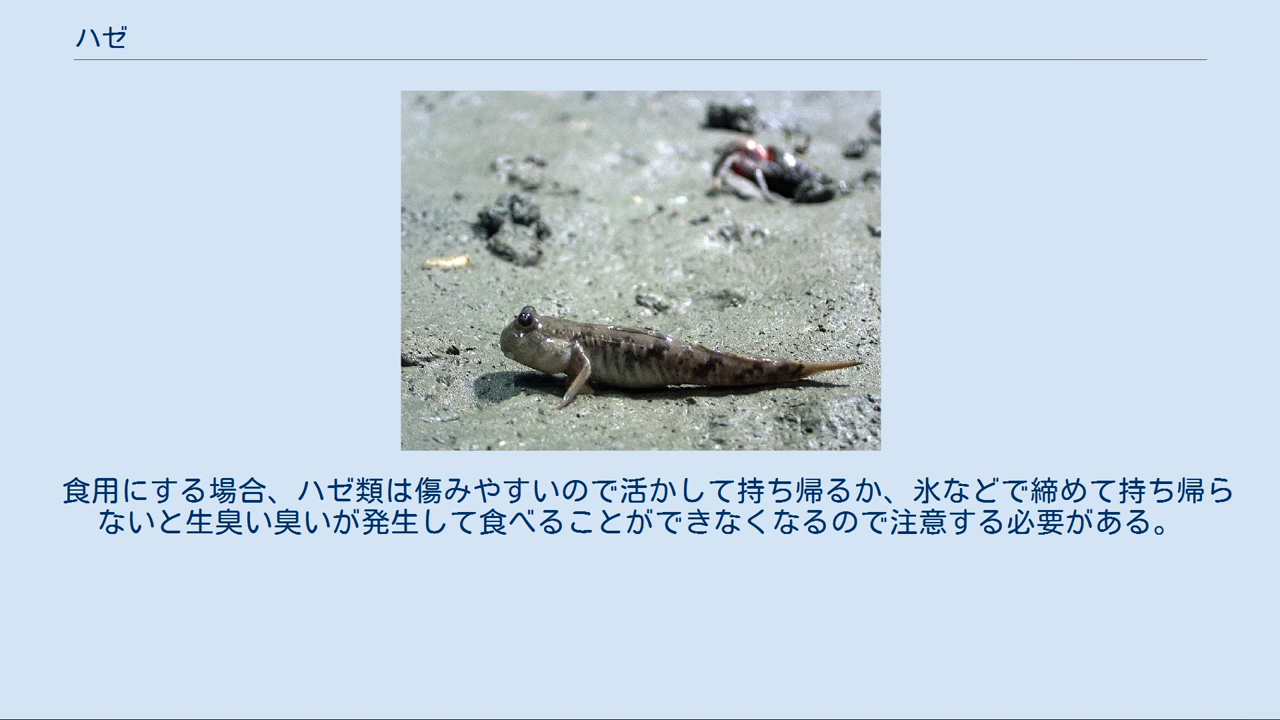 ハゼ
食用にする場合、ハゼ類は傷みやすいので活かして持ち帰るか、氷などで締めて持ち帰ら
ないと生臭い臭いが発生して食べることができなくなるので注意する必要がある。